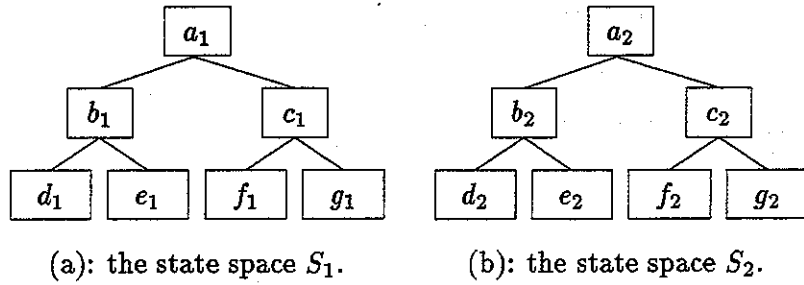 a₁ a₂
b₁ c₁ b₂ c₂
d₁ e₁ f₁ g₁ d₂ e₂ f₂ g₂
(a): the state space S₁. (b): the state space S₂.